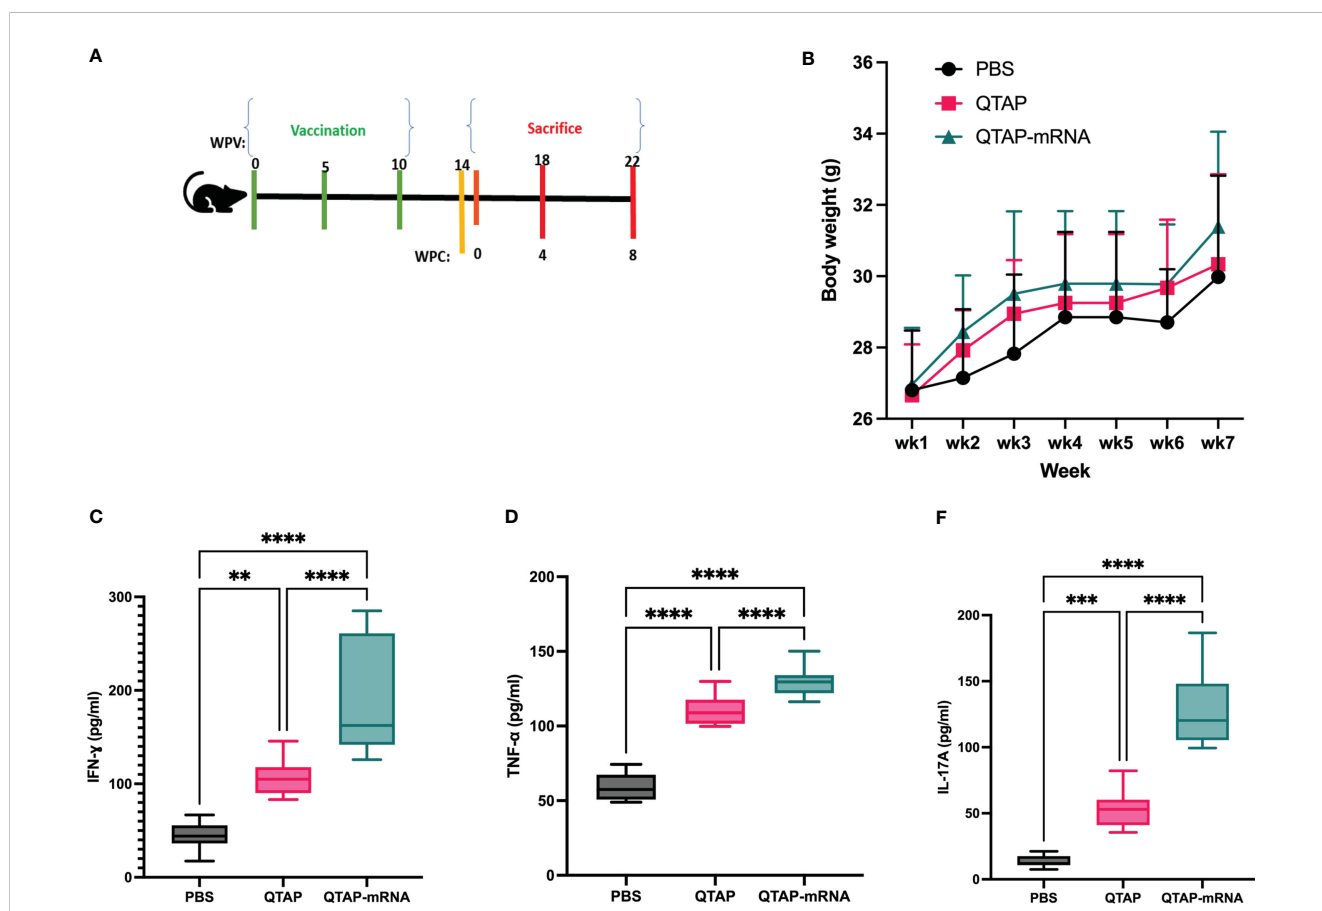 A
Vaccination
Sacrifice
WPV:
0
5
10
14
18
22
WPC:
0
4
8
B
PBS
QTAP
QTAP-mRNA
Body weight (g)
36
34
32
30
28
26
wk1 wk2 wk3 wk4 wk5 wk6 wk7
Week
C
****
** ****
IFN-ɣ (pg/ml)
300
200
100
0
PBS QTAP QTAP-mRNA
D
****
**** ****
TNF-α (pg/ml)
200
150
100
50
0
PBS QTAP QTAP-mRNA
F
****
*** ****
IL-17A (pg/ml)
200
150
100
50
0
PBS QTAP QTAP-mRNA